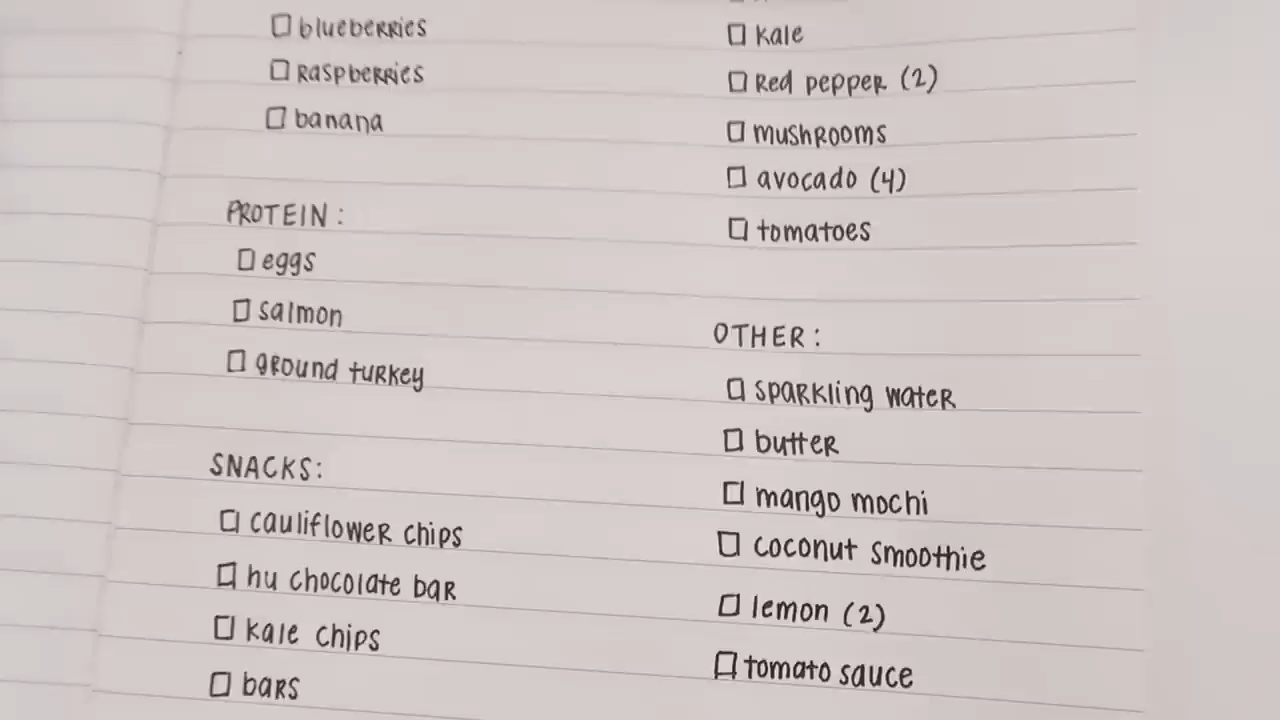 blueberries
raspberries
banana
PROTEIN:
eggs
salmon
ground turkey
SNACKS:
cauliflower chips
hu chocolate bar
kale chips
bars
kale
red pepper (2)
mushrooms
avocado (4)
tomatoes
OTHER:
sparkling water
butter
mango mochi
coconut smoothie
lemon (2)
tomato sauce